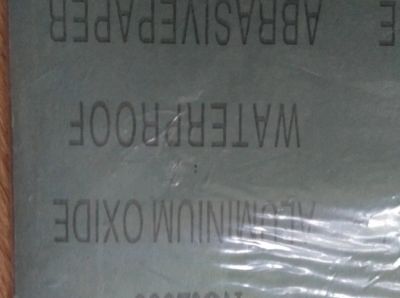 ALUMINIUM OXIDE
WATERPROOF
E ABRASIVEPAPER